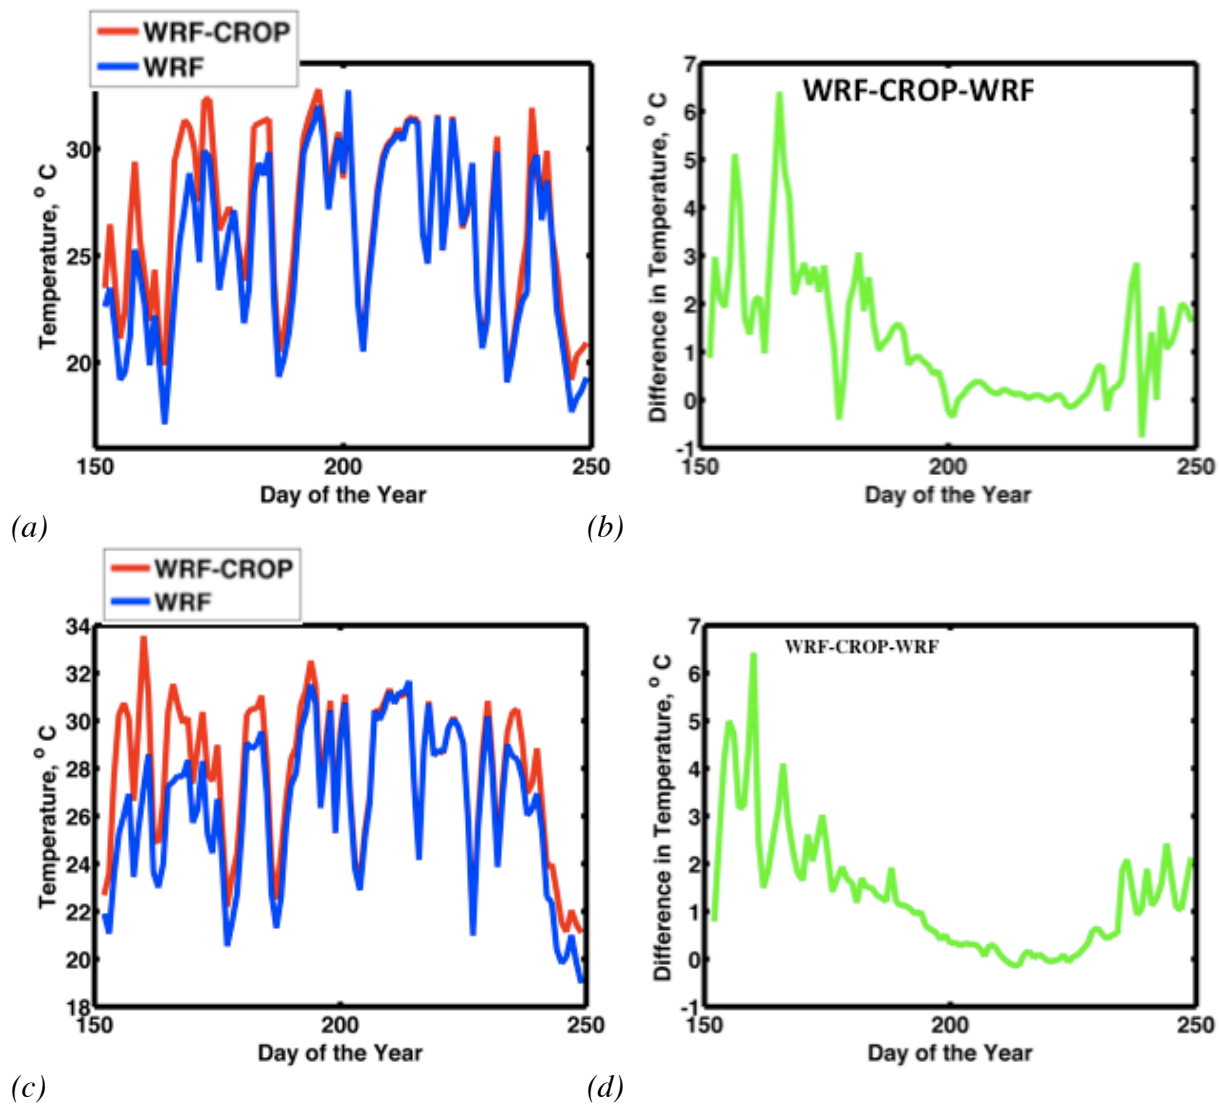 WRF-CROP
WRF
30
25
20
150
200
250
Temperature, ° C
Day of the Year
(a)
WRF-CROP-WRF
7
6
5
4
3
2
1
0
-1
150
200
250
Difference in Temperature, ° C
Day of the Year
(b)
WRF-CROP
WRF
34
32
30
28
26
24
22
20
18
150
200
250
Temperature, ° C
Day of the Year
(c)
WRF-CROP-WRF
7
6
5
4
3
2
1
0
-1
150
200
250
Difference in Temperature, ° C
Day of the Year
(d)